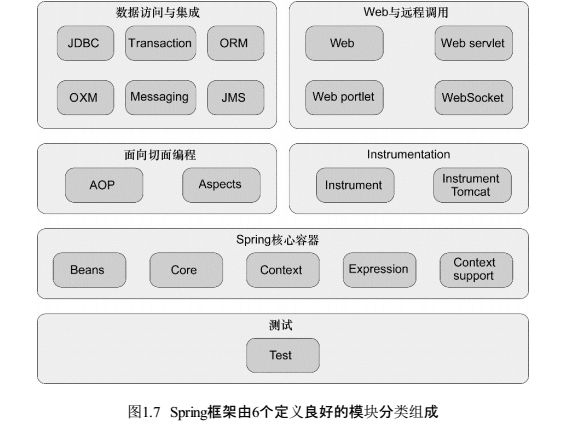 数据访问与集成
JDBC
Transaction
ORM
OXM
Messaging
JMS
Web与远程调用
Web
Web servlet
Web portlet
WebSocket
面向切面编程
AOP
Aspects
Instrumentation
Instrument
Instrument
Tomcat
Spring核心容器
Beans
Core
Context
Expression
Context
support
测试
Test
图1.7 Spring框架由6个定义良好的模块分类组成